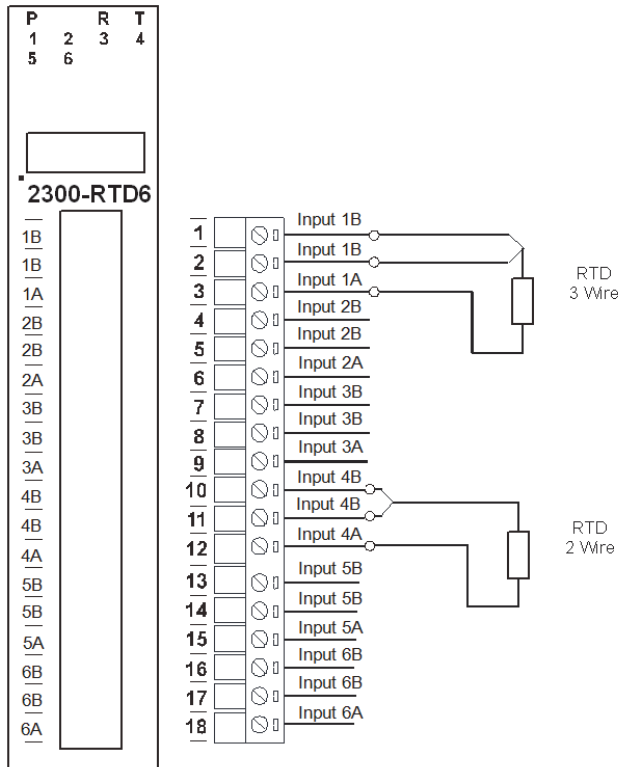 P R T
1 2 3 4
5 6
2300-RTD6
1B
1B
1A
2B
2B
2A
3B
3B
3A
4B
4B
4A
5B
5B
5A
6B
6B
6A
1 Input 1B
2 Input 1B
3 Input 1A
4 Input 2B
5 Input 2B
6 Input 2A
7 Input 3B
8 Input 3B
9 Input 3A
10 Input 4B
11 Input 4B
12 Input 4A
13 Input 5B
14 Input 5B
15 Input 5A
16 Input 6B
17 Input 6B
18 Input 6A
RTD
3 Wire
RTD
2 Wire